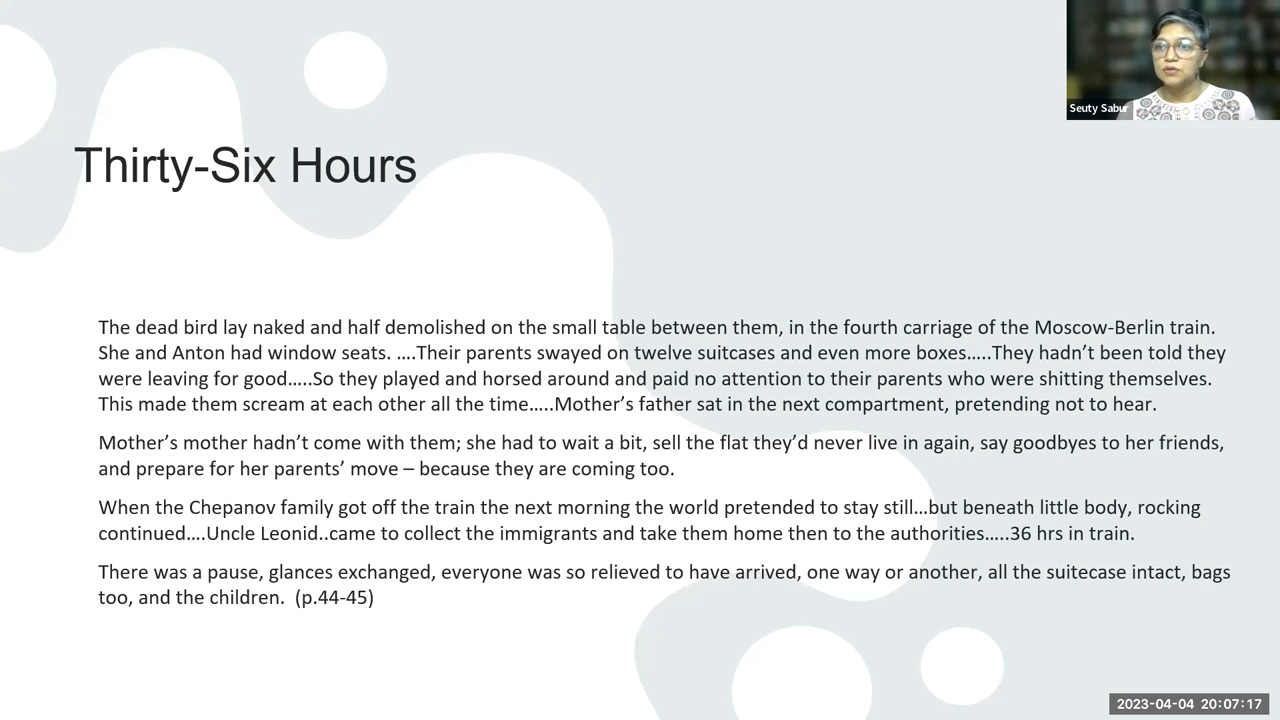 Seuty Sabur
Thirty-Six Hours
The dead bird lay naked and half demolished on the small table between them, in the fourth carriage of the Moscow-Berlin train.
She and Anton had window seats. ….Their parents swayed on twelve suitcases and even more boxes…..They hadn’t been told they
were leaving for good…..So they played and horsed around and paid no attention to their parents who were shitting themselves.
This made them scream at each other all the time…..Mother’s father sat in the next compartment, pretending not to hear.
Mother’s mother hadn’t come with them; she had to wait a bit, sell the flat they’d never live in again, say goodbyes to her friends,
and prepare for her parents’ move – because they are coming too.
When the Chepanov family got off the train the next morning the world pretended to stay still…but beneath little body, rocking
continued….Uncle Leonid..came to collect the immigrants and take them home then to the authorities…..36 hrs in train.
There was a pause, glances exchanged, everyone was so relieved to have arrived, one way or another, all the suitecase intact, bags
too, and the children.  (p.44-45)
2023-04-04 20:07:17